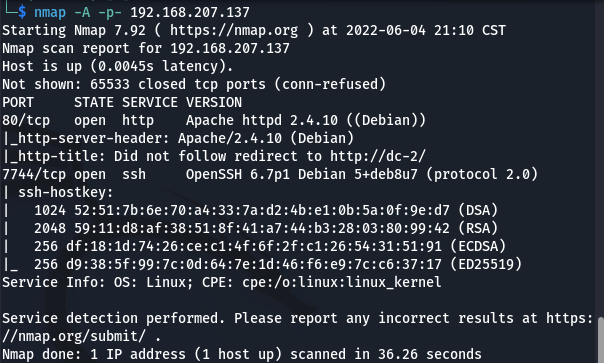 └─$ nmap -A -p- 192.168.207.137
Starting Nmap 7.92 ( https://nmap.org ) at 2022-06-04 21:10 CST
Nmap scan report for 192.168.207.137
Host is up (0.0045s latency).
Not shown: 65533 closed tcp ports (conn-refused)
PORT     STATE SERVICE VERSION
80/tcp   open  http    Apache httpd 2.4.10 ((Debian))
|_http-server-header: Apache/2.4.10 (Debian)
|_http-title: Did not follow redirect to http://dc-2/
7744/tcp open  ssh     OpenSSH 6.7p1 Debian 5+deb8u7 (protocol 2.0)
| ssh-hostkey:
|   1024 52:51:7b:6e:70:a4:33:7a:d2:4b:e1:0b:5a:0f:9e:d7 (DSA)
|   2048 59:11:d8:af:38:51:8f:41:a7:44:b3:28:03:80:99:42 (RSA)
|   256 df:18:1d:74:26:ce:c1:4f:6f:2f:c1:26:54:31:51:91 (ECDSA)
|_  256 d9:38:5f:99:7c:0d:64:7e:1d:46:f6:e9:7c:c6:37:17 (ED25519)
Service Info: OS: Linux; CPE: cpe:/o:linux:linux_kernel

Service detection performed. Please report any incorrect results at https:
//nmap.org/submit/ .
Nmap done: 1 IP address (1 host up) scanned in 36.26 seconds